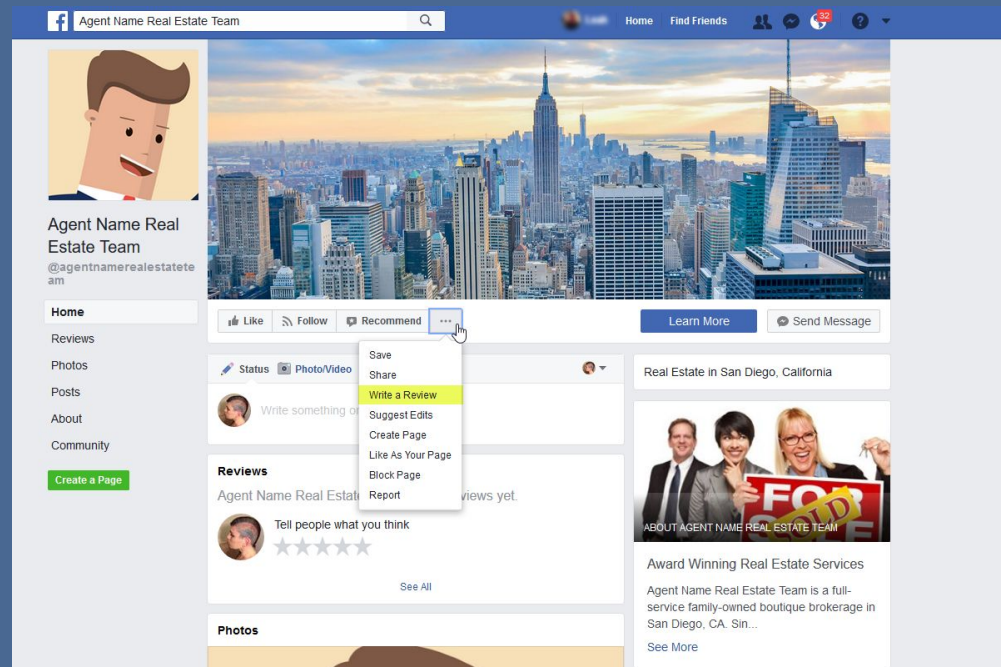 f
Agent Name Real Estate Team
Home
Find Friends
32
?
Agent Name Real
Estate Team
@agentnamerealestatete
am
Home
Reviews
Photos
Posts
About
Community
Create a Page
Like
Follow
Recommend
...
Learn More
Send Message
Save
Share
Write a Review
Suggest Edits
Create Page
Like As Your Page
Block Page
Report
Status
Photo/Video
Write something o
Reviews
Agent Name Real Estat
views yet.
Tell people what you think
See All
Photos
Real Estate in San Diego, California
FOR
SOLD
ABOUT AGENT NAME REAL ESTATE TEAM
Award Winning Real Estate Services
Agent Name Real Estate Team is a full-
service family-owned boutique brokerage in
San Diego, CA. Sin...
See More